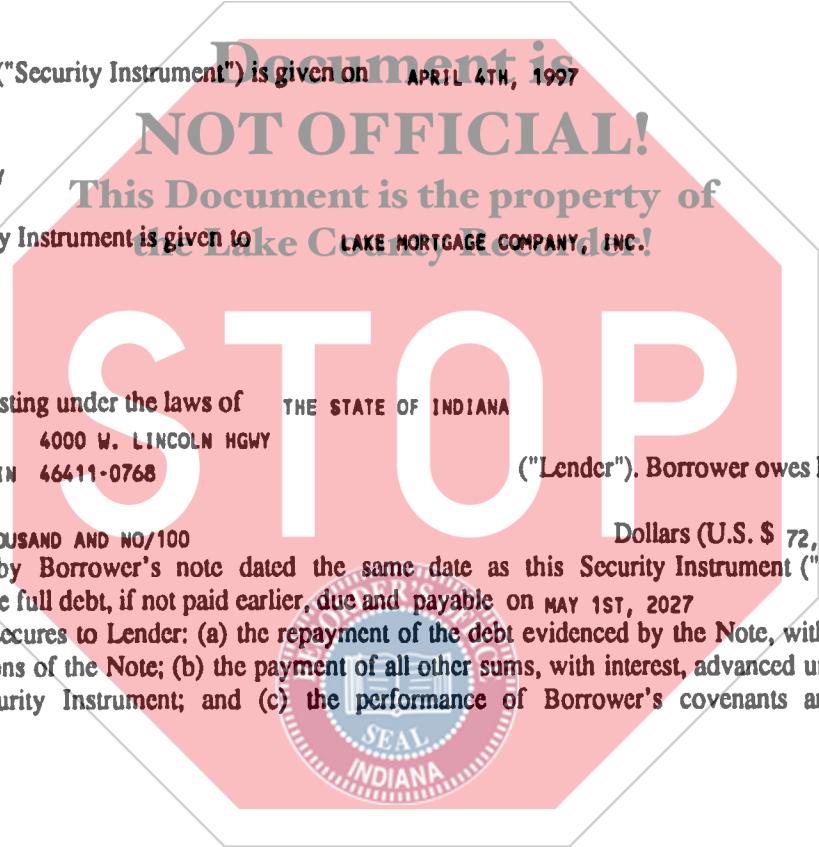 Document is
("Security Instrument") is given on APRIL 4TH, 1997
NOT OFFICIAL!
This Document is the property of
y Instrument is given to LAKE MORTGAGE COMPANY, INC.
the Lake County Recorder!
STOP
sting under the laws of THE STATE OF INDIANA
4000 W. LINCOLN HGWY
IN 46411-0768
("Lender"). Borrower owes
OUSAND AND NO/100 Dollars (U.S. $ 72,
by Borrower's note dated the same date as this Security Instrument ("
e full debt, if not paid earlier, due and payable on MAY 1ST, 2027
ecures to Lender: (a) the repayment of the debt evidenced by the Note, with
ons of the Note; (b) the payment of all other sums, with interest, advanced u
urity Instrument; and (c) the performance of Borrower's covenants a
RECORDER'S OFFICE
SEAL
INDIANA